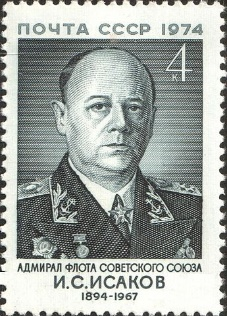 ПОЧТА СССР 1974
4
к
АДМИРАЛ ФЛОТА СОВЕТСКОГО СОЮЗА
И.С.ИСАКОВ
1894-1967